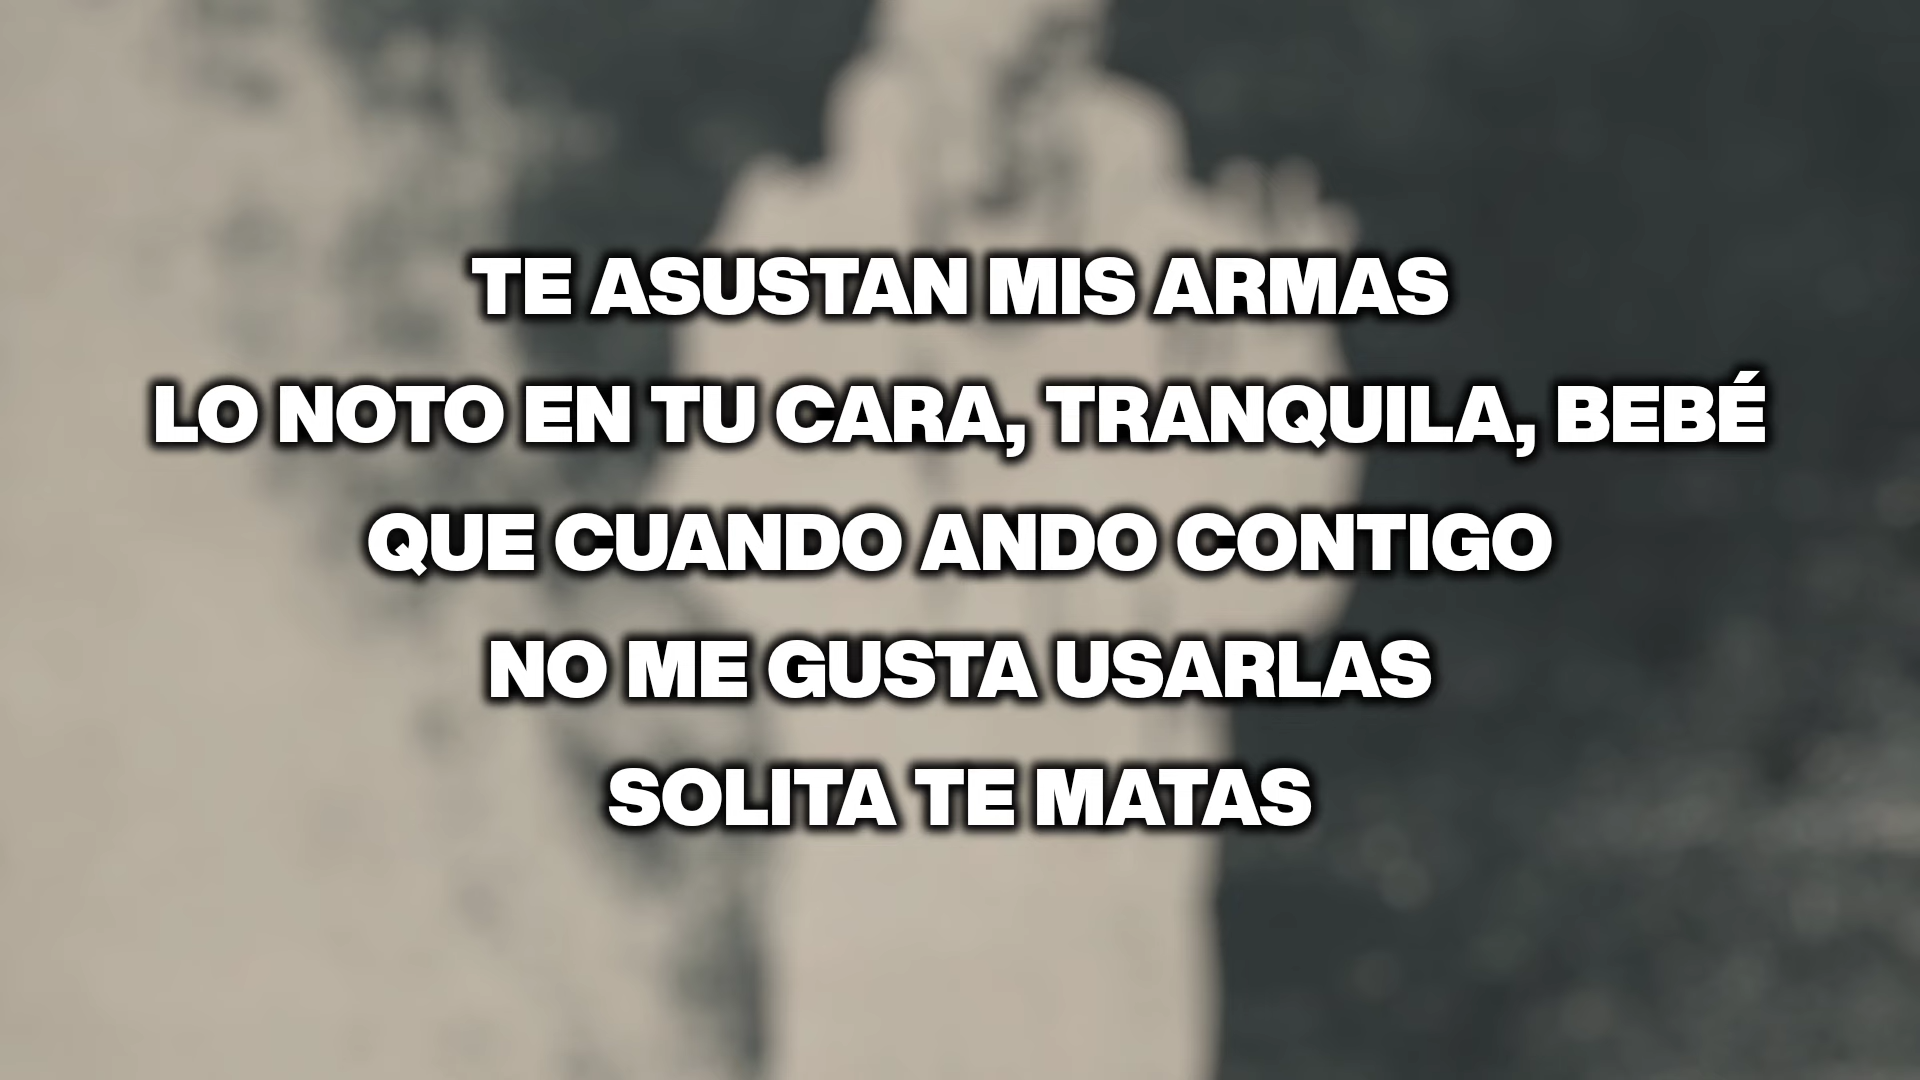 TE ASUSTAN MIS ARMAS
LO NOTO EN TU CARA, TRANQUILA, BEBÉ
QUE CUANDO ANDO CONTIGO
NO ME GUSTA USARLAS
SOLITA TE MATAS